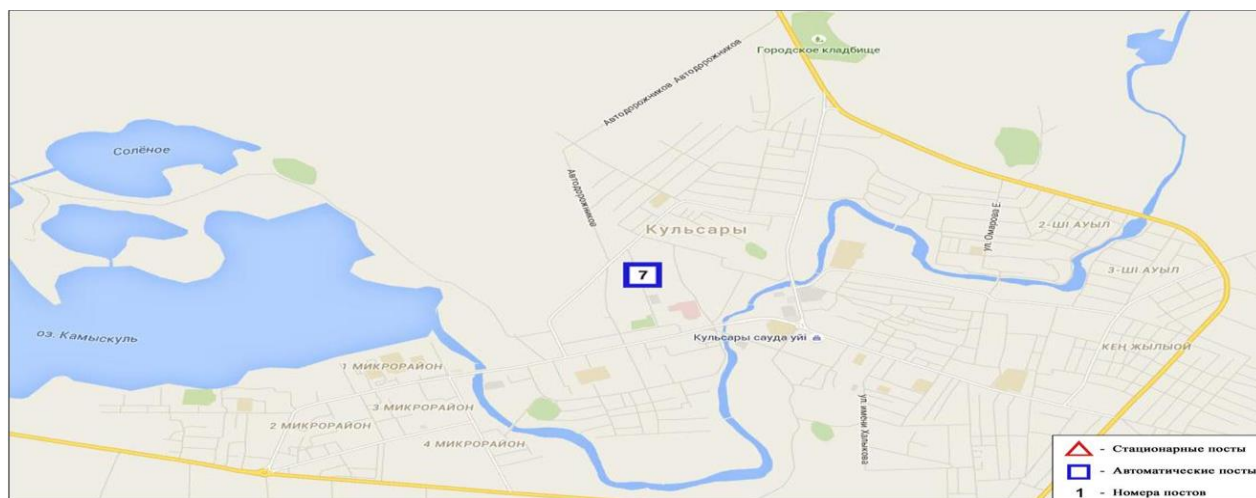 Городское кладбище
Автодорожников Автодорожников
Солёное
Автодорожников
ул. Омарова Е.
Кульсары
2-ШІ АУЫЛ
3-ШІ АУЫЛ
7
оз. Камыскуль
Кульсары сауда уйі
КЕҢ ЖЫЛЫОЙ
1 МИКРОРАЙОН
3 МИКРОРАЙОН
2 МИКРОРАЙОН
4 МИКРОРАЙОН
ул. имени
- Стационарные посты
- Автоматические посты
1 - Номера постов